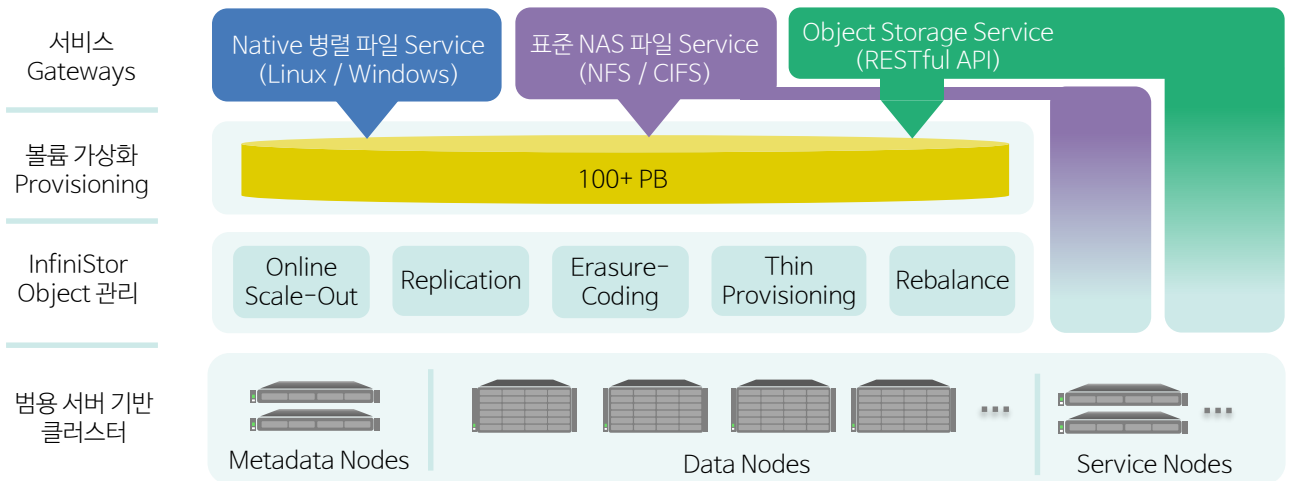 서비스
Gateways
Native 병렬 파일 Service
(Linux / Windows)
표준 NAS 파일 Service
(NFS / CIFS)
Object Storage Service
(RESTful API)
볼륨 가상화
Provisioning
100+ PB
InfiniStor
Object 관리
Online
Scale-Out
Replication
Erasure-
Coding
Thin
Provisioning
Rebalance
범용 서버 기반
클러스터
...
...
Metadata Nodes
Data Nodes
Service Nodes